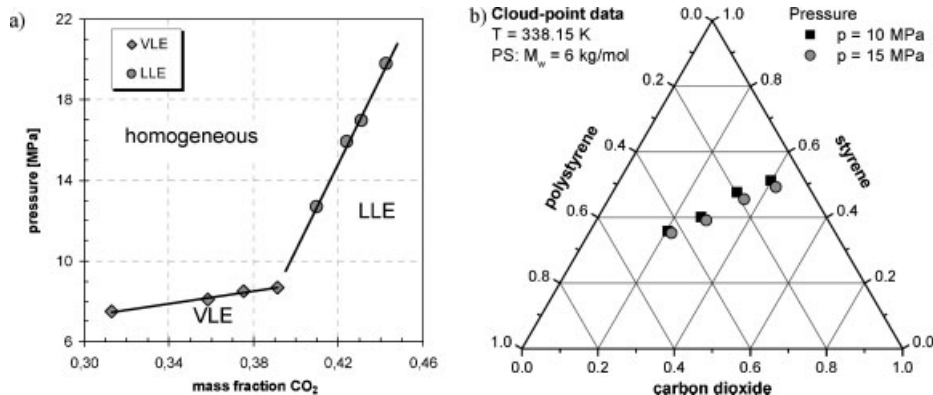 a)
22
18
14
10
6
pressure [MPa]
VLE
LLE
homogeneous
LLE
VLE
0,30
0,34
0,38
0,42
0,46
mass fraction CO₂
b)
Cloud-point data
T = 338.15 K
PS: M_w = 6 kg/mol
Pressure
p = 10 MPa
p = 15 MPa
0.0
1.0
0.2
0.8
0.4
0.6
0.6
0.4
0.8
0.2
1.0
0.0
polystyrene
styrene
0.0
0.2
0.4
0.6
0.8
1.0
carbon dioxide